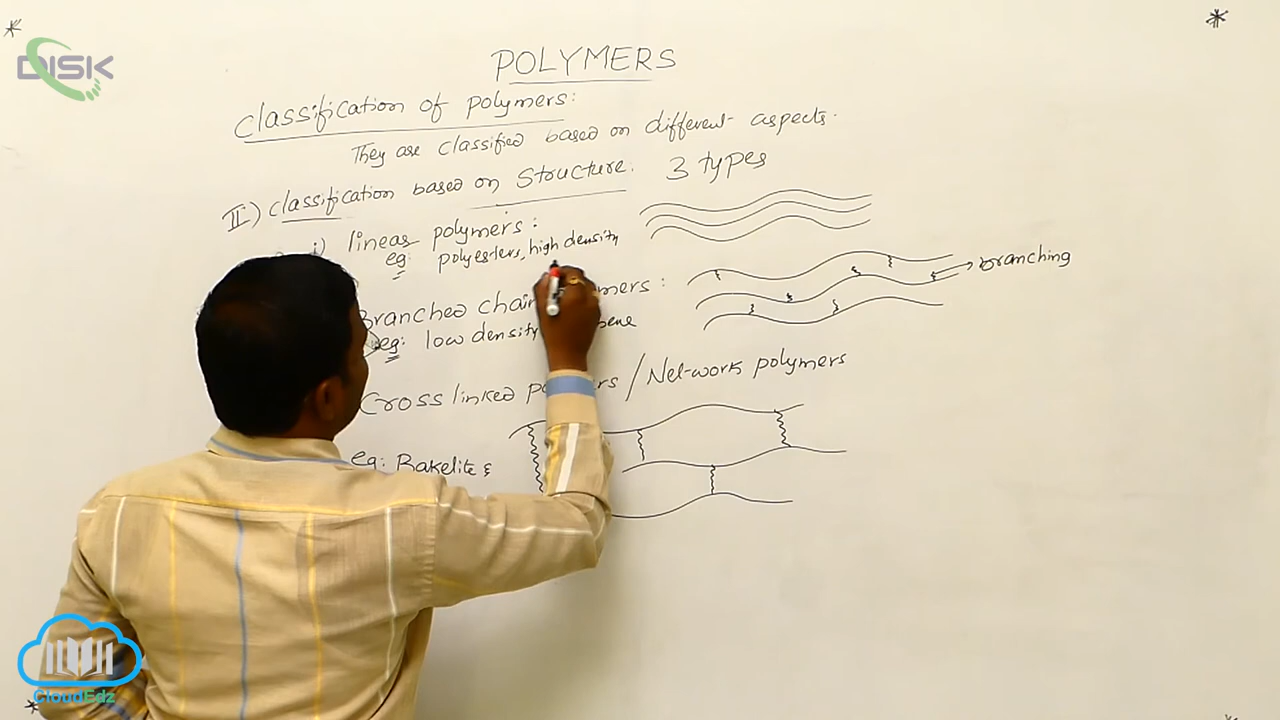 DISK
POLYMERS
Classification of polymers:
They are classified based on different aspects.
II) Classification based on Structure. 3 types
i) linear polymers:
eg: polyesters, high density
Branched chain :
branching
eg: low density
Cross linked / Net-work polymers
eg: Bakelite &
CloudEdz